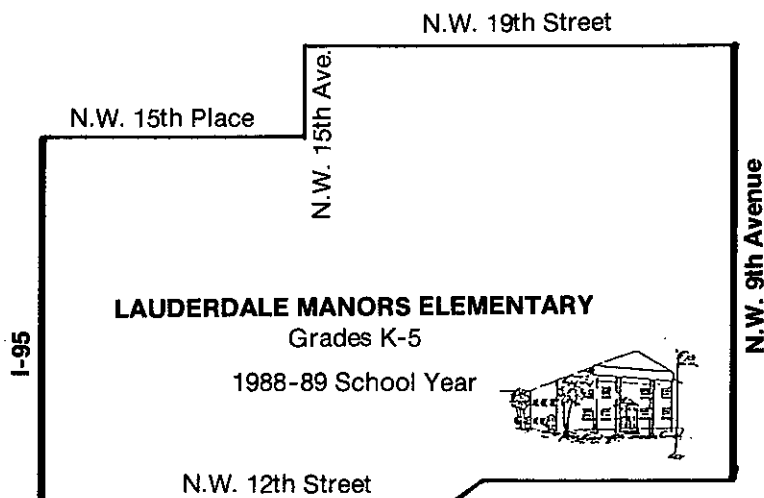 N.W. 19th Street
N.W. 15th Place
N.W. 15th Ave.
N.W. 9th Avenue
I-95
LAUDERDALE MANORS ELEMENTARY
Grades K-5
1988-89 School Year
N.W. 12th Street